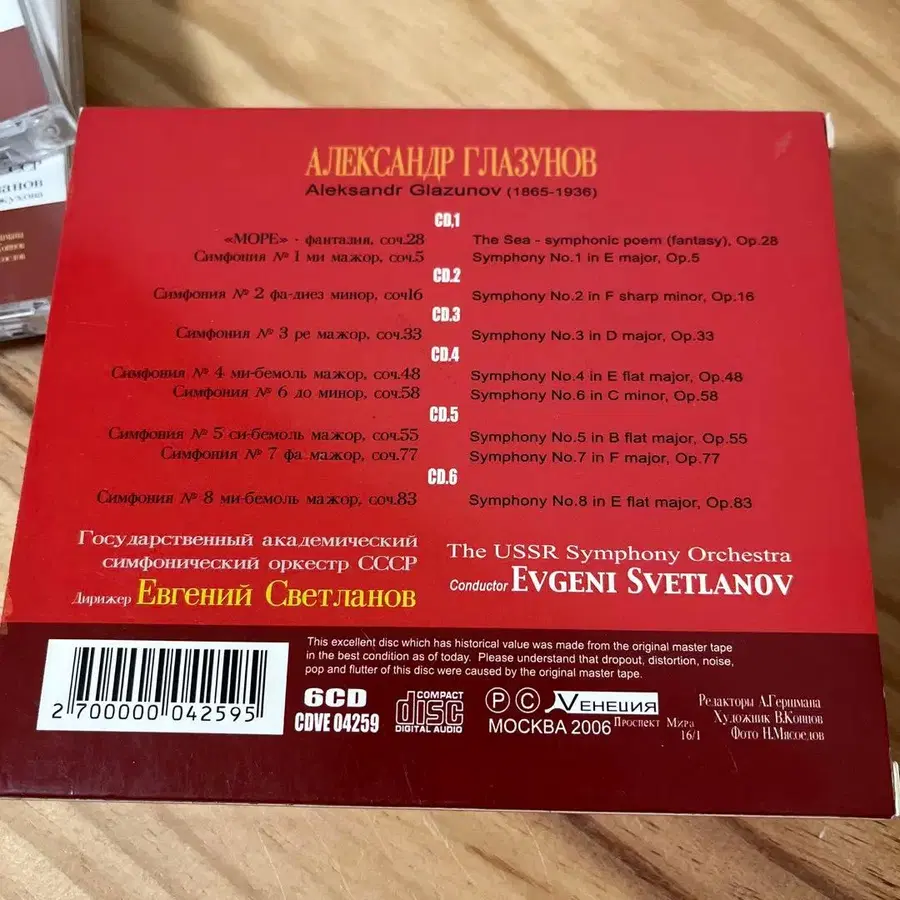 АЛЕКСАНДР ГЛАЗУНОВ
Aleksandr Glazunov (1865-1936)
CD.1
«МОРЕ» - фантазия, соч.28 The Sea - symphonic poem (fantasy), Op.28
Симфония № 1 ми мажор, соч.5 Symphony No.1 in E major, Op.5
CD.2
Симфония № 2 фа-диез минор, соч16 Symphony No.2 in F sharp minor, Op.16
CD.3
Симфония № 3 ре мажор, соч.33 Symphony No.3 in D major, Op.33
CD.4
Симфония № 4 ми-бемоль мажор, соч.48 Symphony No.4 in E flat major, Op.48
Симфония № 6 до минор, соч.58 Symphony No.6 in C minor, Op.58
CD.5
Симфония № 5 си-бемоль мажор, соч.55 Symphony No.5 in B flat major, Op.55
Симфония № 7 фа мажор, соч.77 Symphony No.7 in F major, Op.77
CD.6
Симфония № 8 ми-бемоль мажор, соч.83 Symphony No.8 in E flat major, Op.83
Государственный академический
симфонический оркестр СССР
Дирижер Евгений Светланов
The USSR Symphony Orchestra
Conductor EVGENI SVETLANOV
This excellent disc which has historical value was made from the original master tape
in the best condition as of today. Please understand that dropout, distortion, noise,
pop and flutter of this disc were caused by the original master tape.
2 700000 042595
6CD
CDVE 04259
COMPACT
disc
DIGITAL AUDIO
Ⓟ Ⓒ VЕНЕЦИЯ
МОСКВА 2006 Проспект Мира
16/1
Редакторы А.Гершмана
Художник В.Копцов
Фото Н.Мясоедов